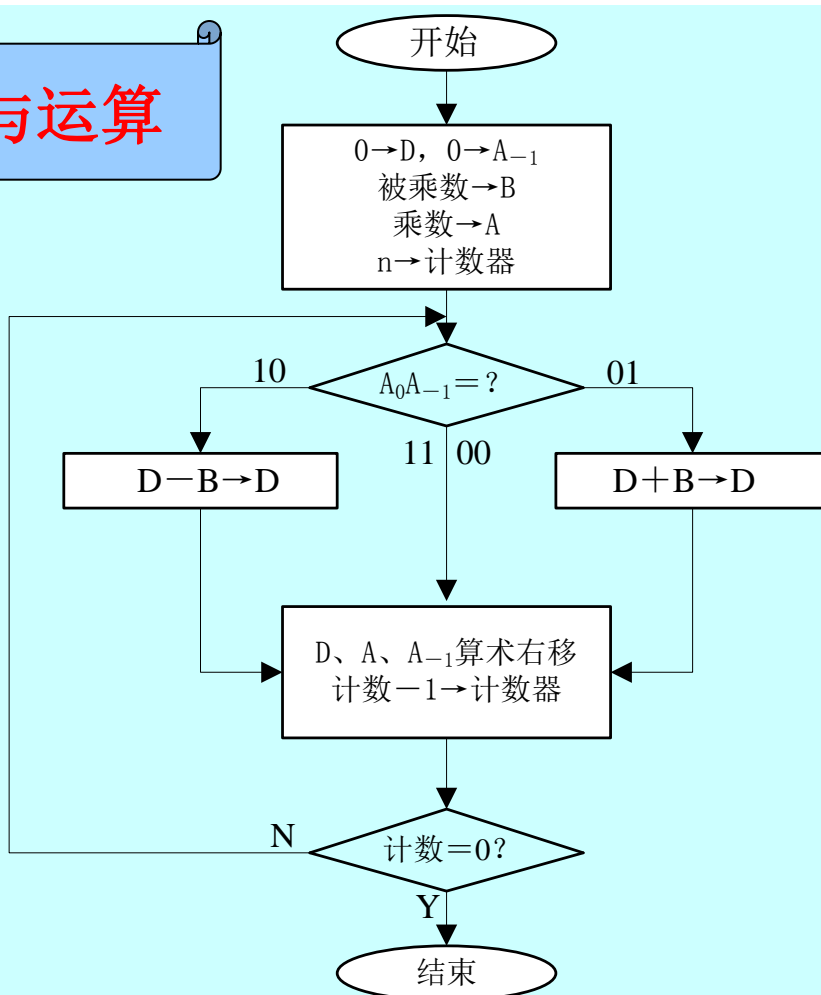 与运算
开始
0→D，0→A₋₁
被乘数→B
乘数→A
n→计数器
A₀A₋₁＝？
10
01
11
00
D－B→D
D＋B→D
D、A、A₋₁算术右移
计数－1→计数器
计数＝0？
N
Y
结束